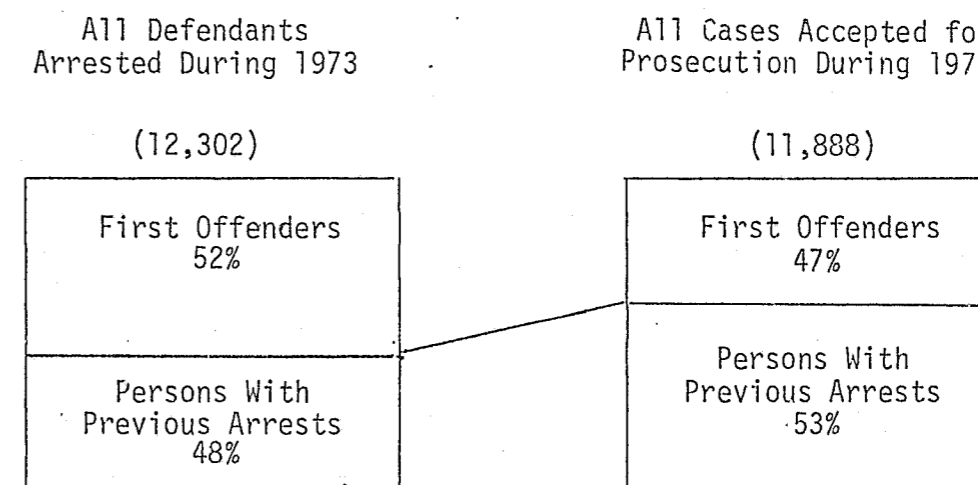 All Defendants
Arrested During 1973
(12,302)
First Offenders
52%
Persons With
Previous Arrests
48%
All Cases Accepted fo
Prosecution During 197
(11,888)
First Offenders
47%
Persons With
Previous Arrests
53%